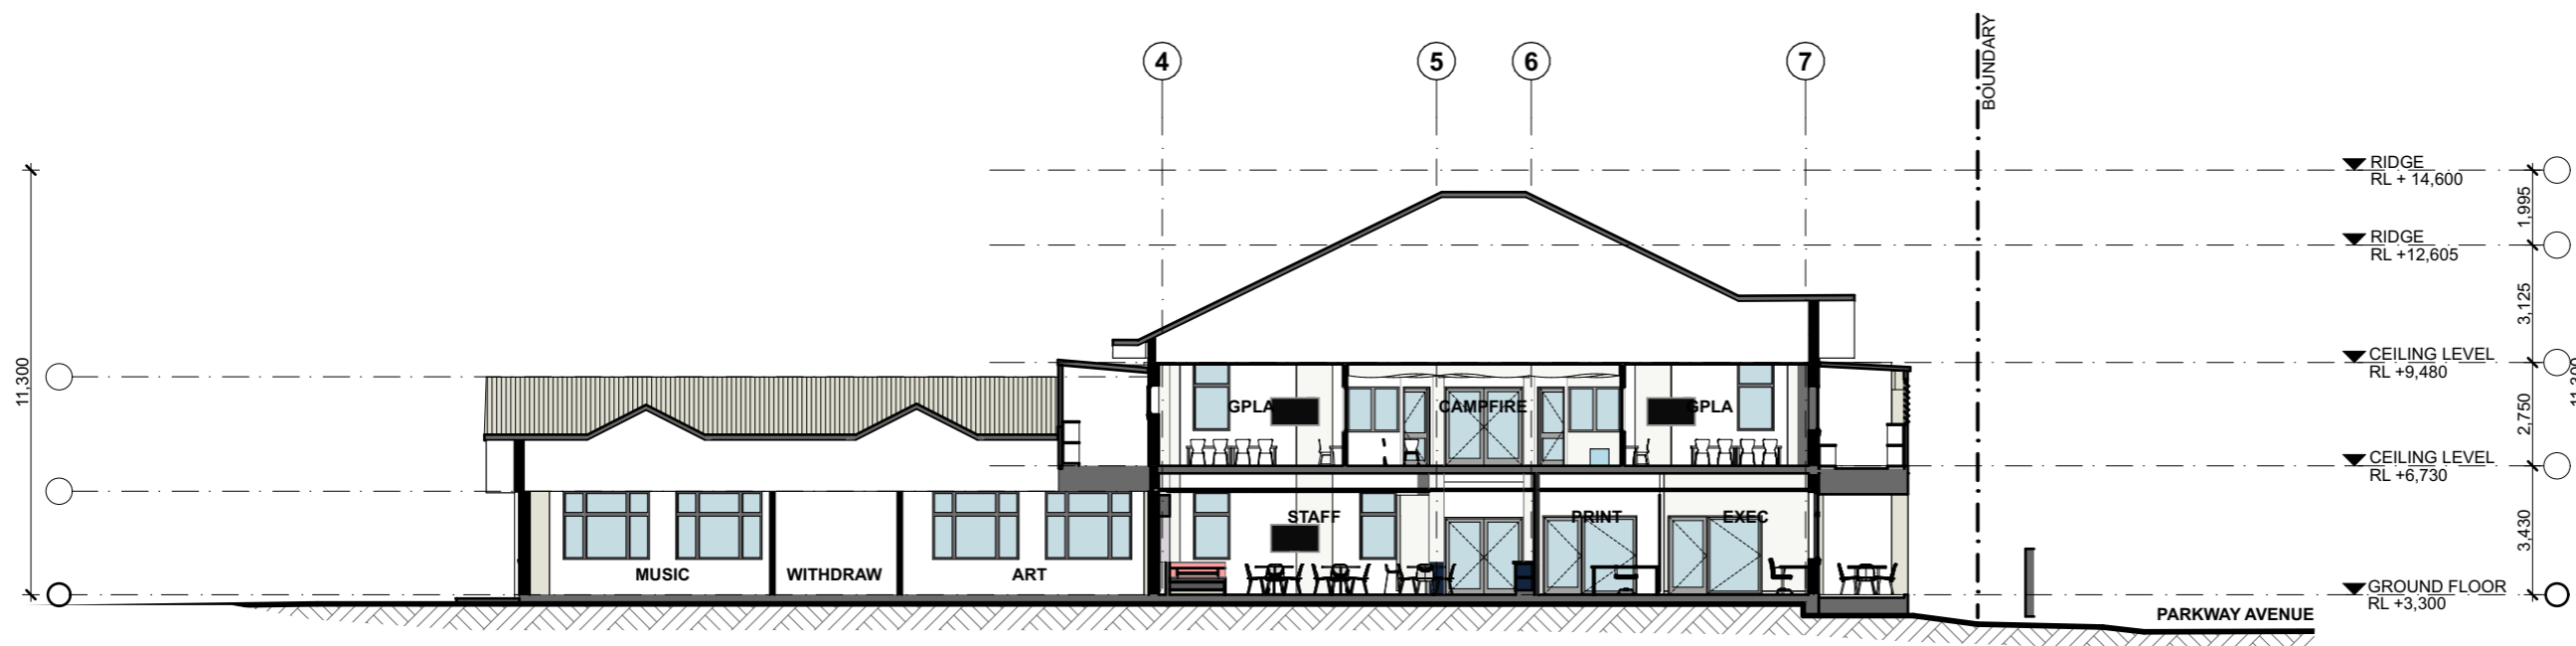 4
5
6
7
BOUNDARY
RIDGE
RL + 14,600
1,995
RIDGE
RL +12,605
3,125
11,300
CEILING LEVEL
RL +9,480
11,300
GPLA
CAMPFIRE
GPLA
2,750
CEILING LEVEL
RL +6,730
STAFF
PRINT
EXEC
3,430
MUSIC
WITHDRAW
ART
GROUND FLOOR
RL +3,300
PARKWAY AVENUE